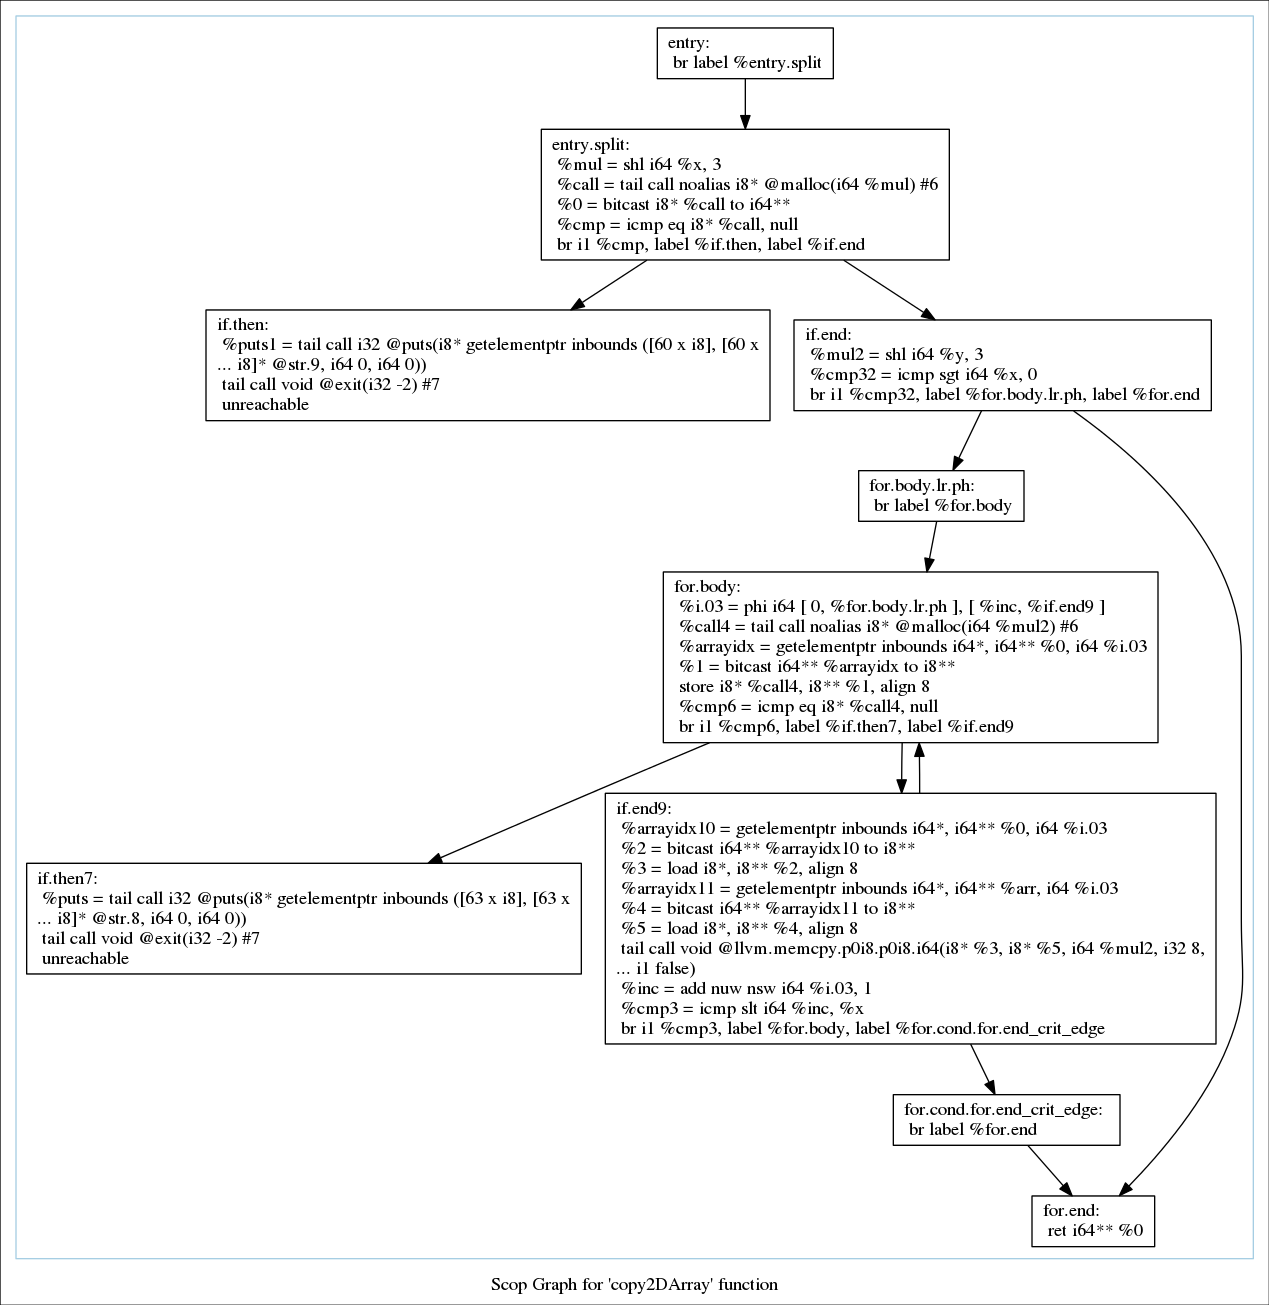 entry:
br label %entry.split
entry.split:
%mul = shl i64 %x, 3
%call = tail call noalias i8* @malloc(i64 %mul) #6
%0 = bitcast i8* %call to i64**
%cmp = icmp eq i8* %call, null
br i1 %cmp, label %if.then, label %if.end
if.then:
%puts1 = tail call i32 @puts(i8* getelementptr inbounds ([60 x i8], [60 x
... i8]* @str.9, i64 0, i64 0))
tail call void @exit(i32 -2) #7
unreachable
if.end:
%mul2 = shl i64 %y, 3
%cmp32 = icmp sgt i64 %x, 0
br i1 %cmp32, label %for.body.lr.ph, label %for.end
for.body.lr.ph:
br label %for.body
for.body:
%i.03 = phi i64 [ 0, %for.body.lr.ph ], [ %inc, %if.end9 ]
%call4 = tail call noalias i8* @malloc(i64 %mul2) #6
%arrayidx = getelementptr inbounds i64*, i64** %0, i64 %i.03
%1 = bitcast i64** %arrayidx to i8**
store i8* %call4, i8** %1, align 8
%cmp6 = icmp eq i8* %call4, null
br i1 %cmp6, label %if.then7, label %if.end9
if.then7:
%puts = tail call i32 @puts(i8* getelementptr inbounds ([63 x i8], [63 x
... i8]* @str.8, i64 0, i64 0))
tail call void @exit(i32 -2) #7
unreachable
if.end9:
%arrayidx10 = getelementptr inbounds i64*, i64** %0, i64 %i.03
%2 = bitcast i64** %arrayidx10 to i8**
%3 = load i8*, i8** %2, align 8
%arrayidx11 = getelementptr inbounds i64*, i64** %arr, i64 %i.03
%4 = bitcast i64** %arrayidx11 to i8**
%5 = load i8*, i8** %4, align 8
tail call void @llvm.memcpy.p0i8.p0i8.i64(i8* %3, i8* %5, i64 %mul2, i32 8,
... i1 false)
%inc = add nuw nsw i64 %i.03, 1
%cmp3 = icmp slt i64 %inc, %x
br i1 %cmp3, label %for.body, label %for.cond.for.end_crit_edge
for.cond.for.end_crit_edge:
br label %for.end
for.end:
ret i64** %0
Scop Graph for 'copy2DArray' function